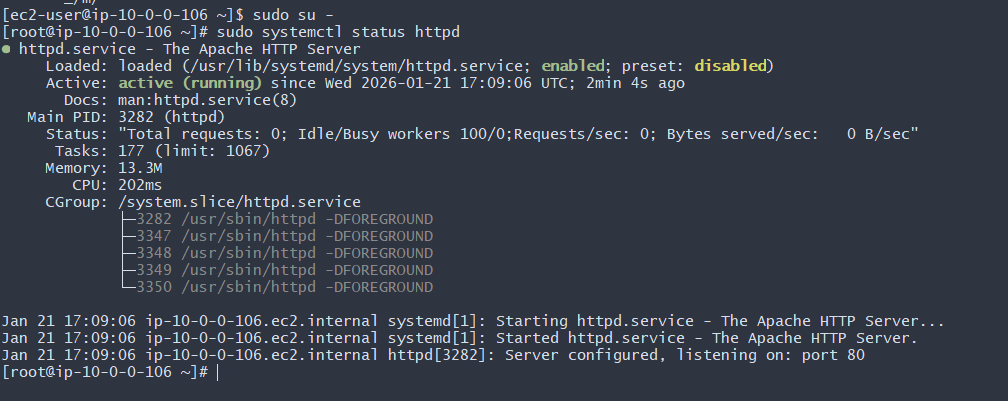 _/m/
[ec2-user@ip-10-0-0-106 ~]$ sudo su -
[root@ip-10-0-0-106 ~]# sudo systemctl status httpd
● httpd.service - The Apache HTTP Server
     Loaded: loaded (/usr/lib/systemd/system/httpd.service; enabled; preset: disabled)
     Active: active (running) since Wed 2026-01-21 17:09:06 UTC; 2min 4s ago
       Docs: man:httpd.service(8)
   Main PID: 3282 (httpd)
     Status: "Total requests: 0; Idle/Busy workers 100/0;Requests/sec: 0; Bytes served/sec:   0 B/sec"
      Tasks: 177 (limit: 1067)
     Memory: 13.3M
        CPU: 202ms
     CGroup: /system.slice/httpd.service
             ├─3282 /usr/sbin/httpd -DFOREGROUND
             ├─3347 /usr/sbin/httpd -DFOREGROUND
             ├─3348 /usr/sbin/httpd -DFOREGROUND
             ├─3349 /usr/sbin/httpd -DFOREGROUND
             └─3350 /usr/sbin/httpd -DFOREGROUND
Jan 21 17:09:06 ip-10-0-0-106.ec2.internal systemd[1]: Starting httpd.service - The Apache HTTP Server...
Jan 21 17:09:06 ip-10-0-0-106.ec2.internal systemd[1]: Started httpd.service - The Apache HTTP Server.
Jan 21 17:09:06 ip-10-0-0-106.ec2.internal httpd[3282]: Server configured, listening on: port 80
[root@ip-10-0-0-106 ~]#